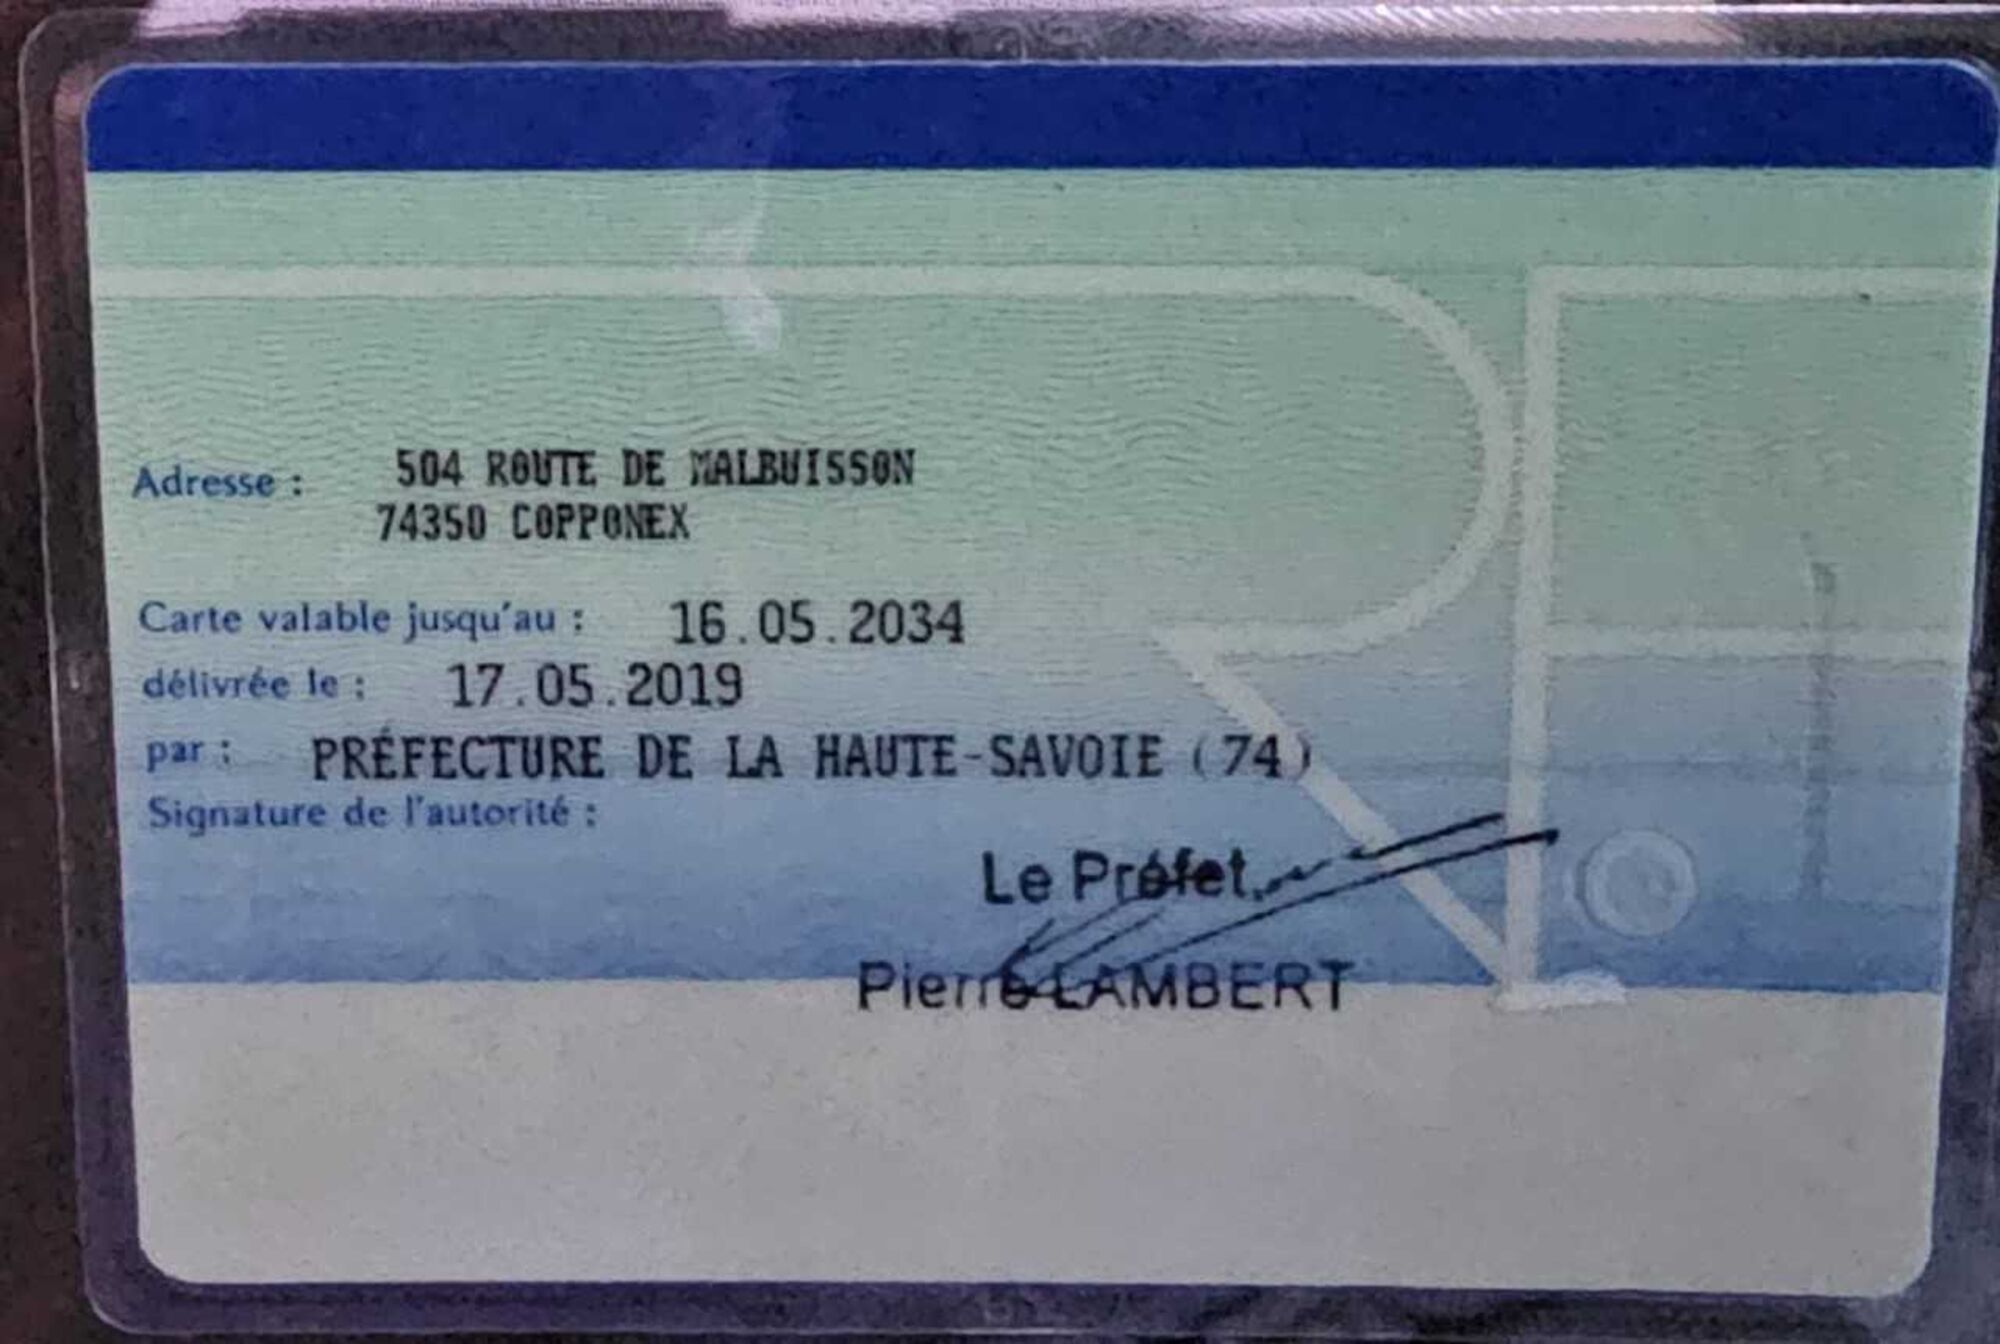 Adresse : 504 ROUTE DE MALBUISSON
74350 COPPONEX
Carte valable jusqu'au : 16.05.2034
délivrée le : 17.05.2019
par : PRÉFECTURE DE LA HAUTE-SAVOIE (74)
Signature de l'autorité :
Le Préfet,
Pierre LAMBERT